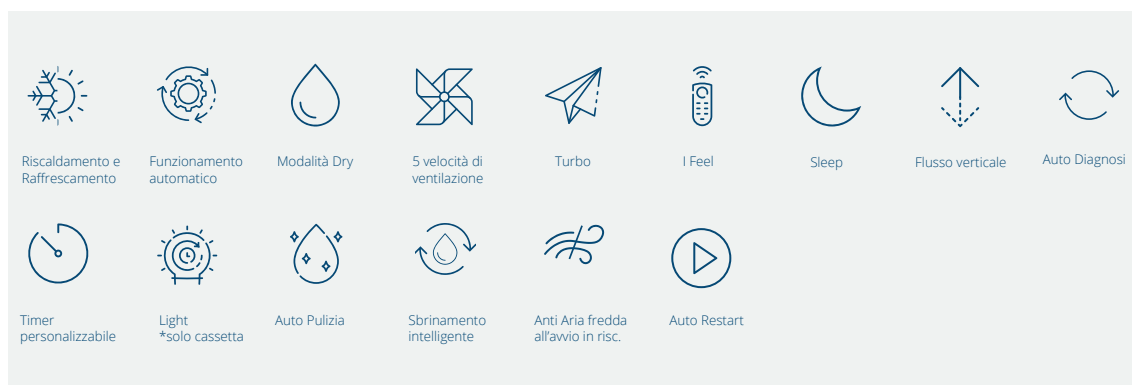 Riscaldamento e
Raffrescamento
Funzionamento
automatico
Modalità Dry
5 velocità di
ventilazione
Turbo
I Feel
Sleep
Flusso verticale
Auto Diagnosi
Timer
personalizzabile
Light
*solo cassetta
Auto Pulizia
Sbrinamento
intelligente
Anti Aria fredda
all'avvio in risc.
Auto Restart